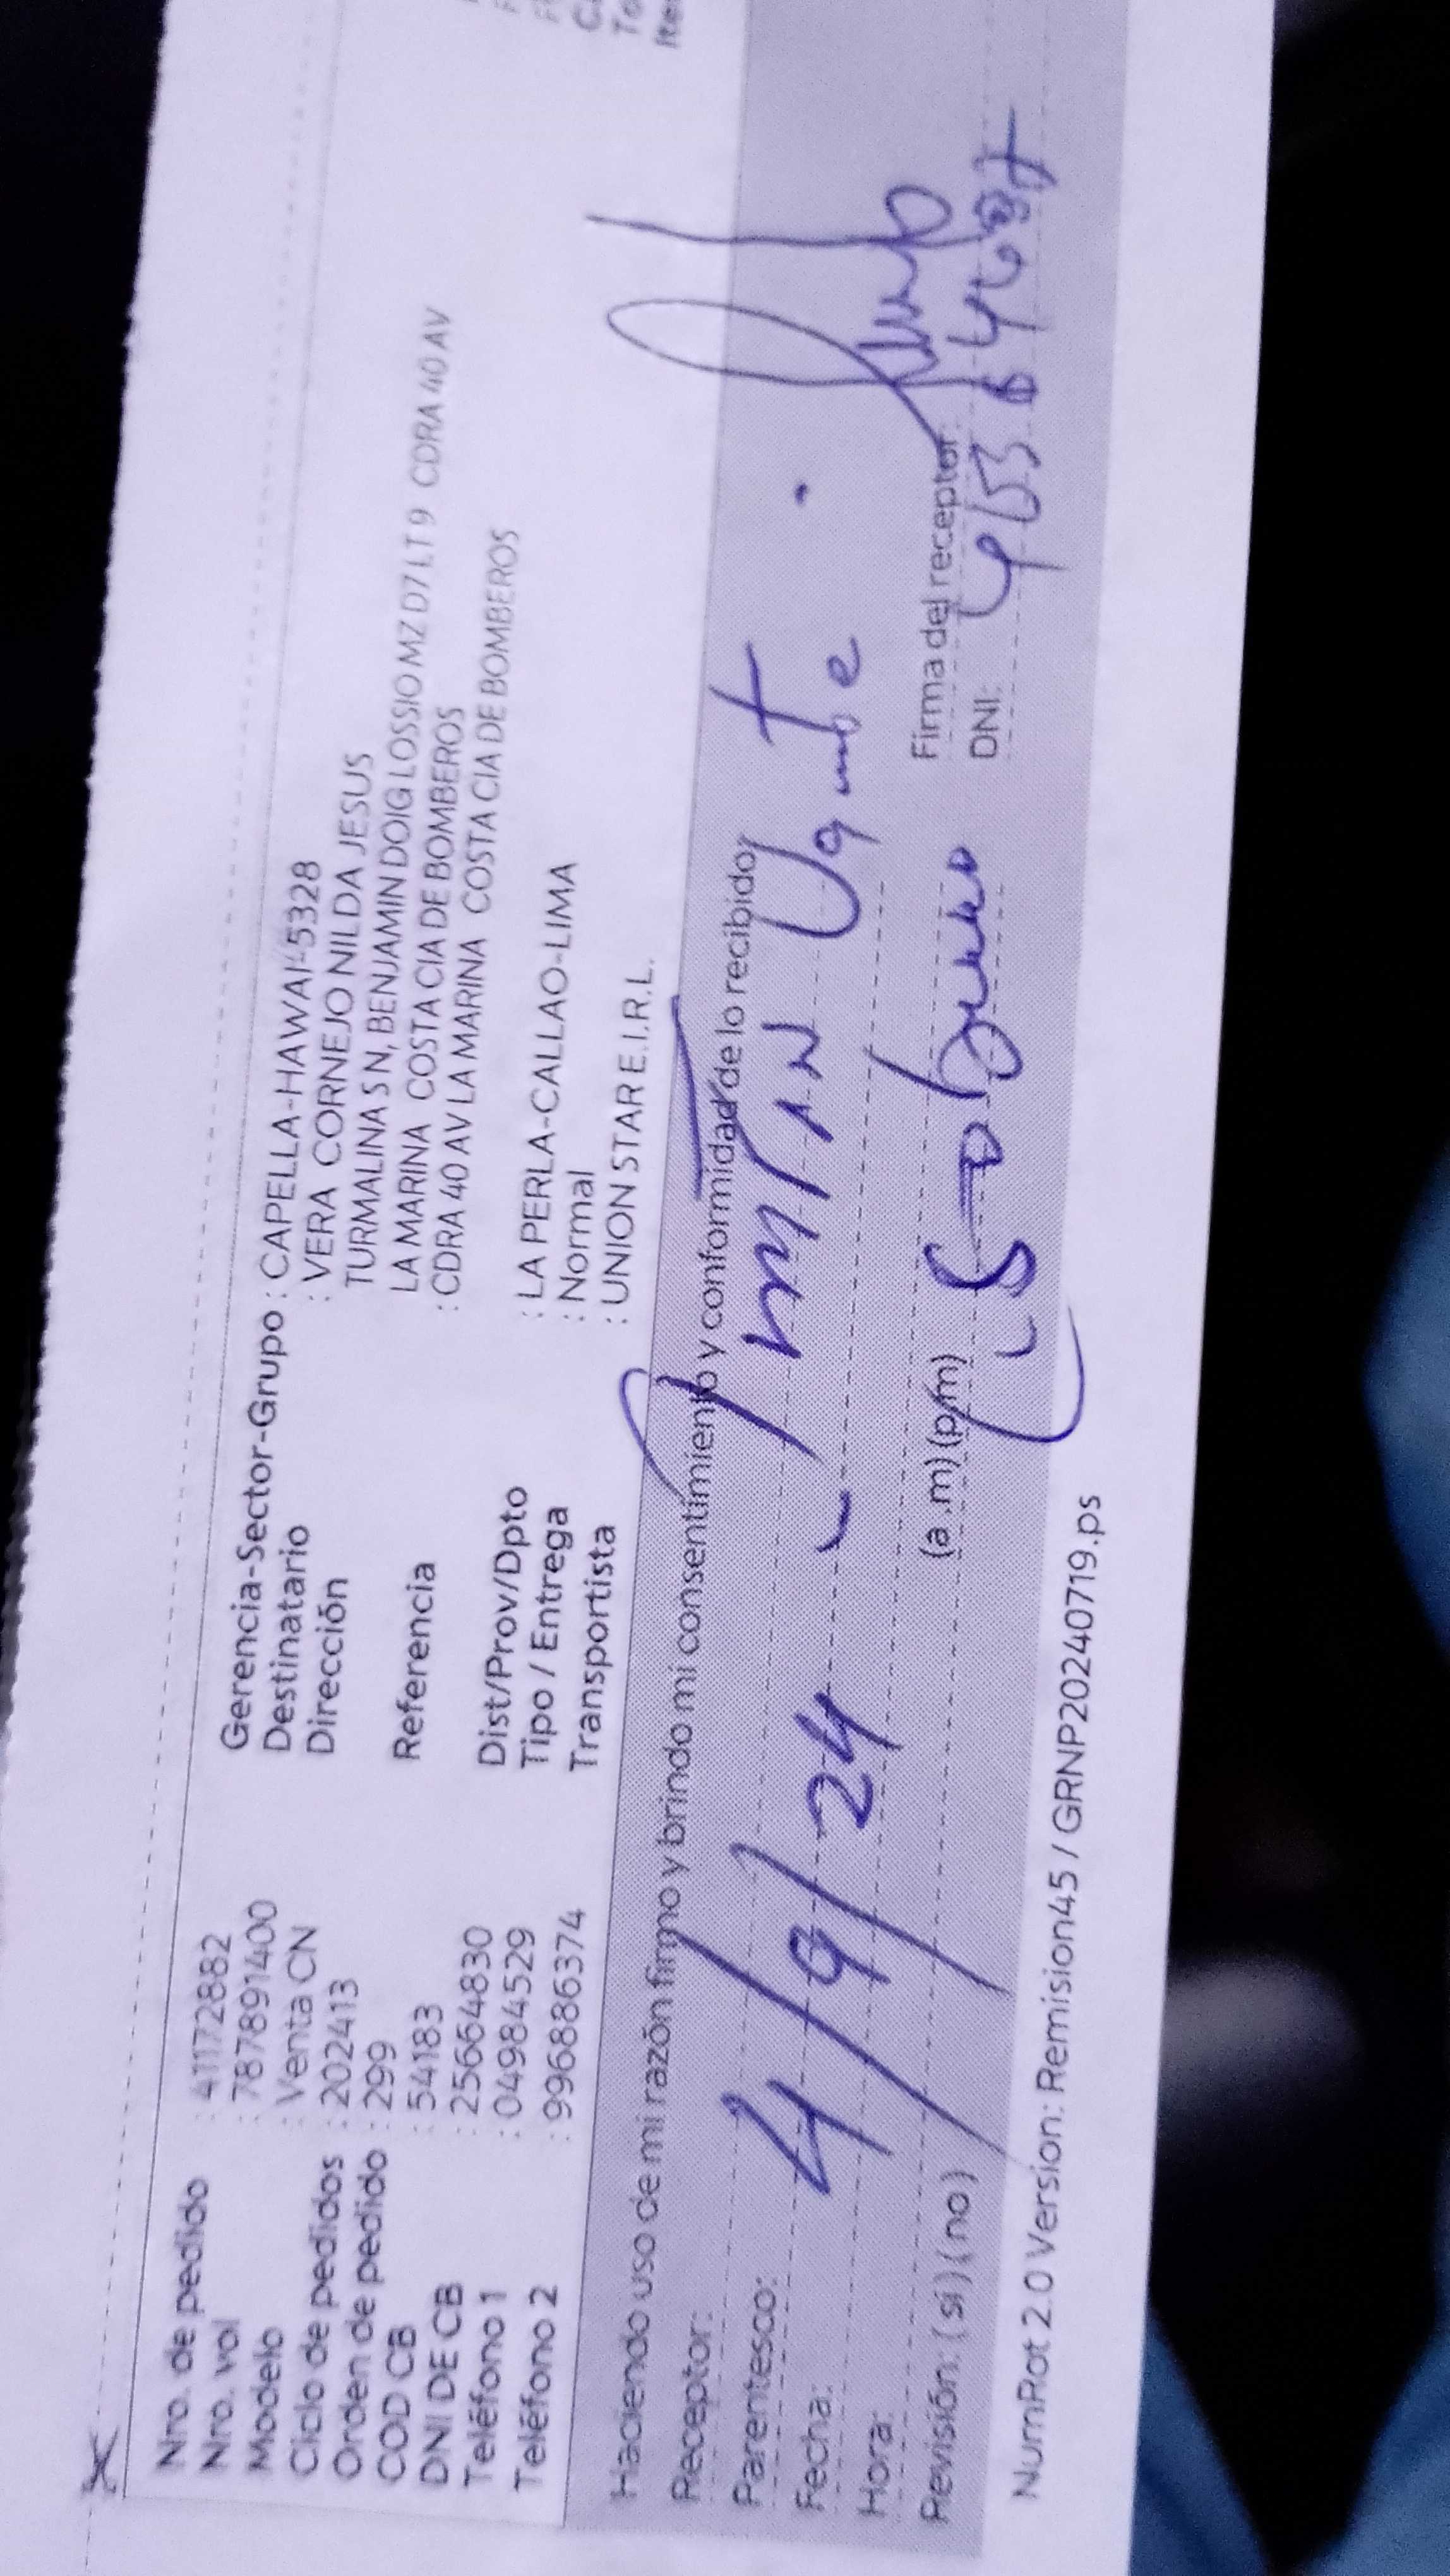 Nro. de pedido : 41172882
Nro. vol : 787891400
Modelo : Venta CN
Ciclo de pedidos : 202413
Orden de pedido : 299
COD CB : 54183
DNI DE CB : 25664830
Teléfono 1 : 04984529
Teléfono 2 : 996886374
Gerencia-Sector-Grupo : CAPELLA-HAWAI-5328
Destinatario : VERA CORNEJO NILDA JESUS
Dirección TURMALINA S N, BENJAMIN DOIG LOSSIO MZ D7 LT 9 CDRA 40 AV
LA MARINA COSTA CIA DE BOMBEROS
Referencia : CDRA 40 AV LA MARINA COSTA CIA DE BOMBEROS
Dist/Prov/Dpto : LA PERLA-CALLAO-LIMA
Tipo / Entrega : Normal
Transportista : UNION STAR E.I.R.L.
Haciendo uso de mi razón firmo y brindo mi consentimiento y conformidad de lo recibido
Receptor:
Parentesco:
Fecha: 4/9/24
Hora: (a.m) (p.m)
Revisión: (si) (no)
Firma del receptor:
DNI:
NumRot 2.0 Version: Remision45 / GRNP20240719.ps